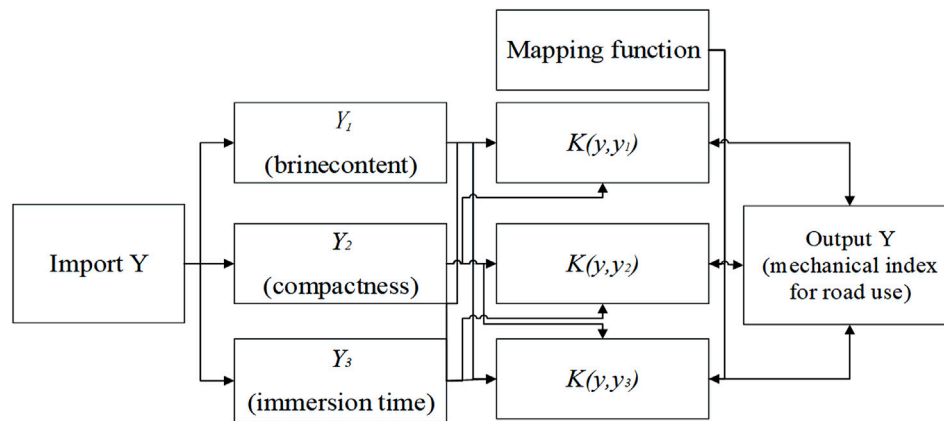 Mapping function
Y₁
(brinecontent)
K(y,y₁)
Import Y
Y₂
(compactness)
K(y,y₂)
Output Y
(mechanical index
for road use)
Y₃
(immersion time)
K(y,y₃)